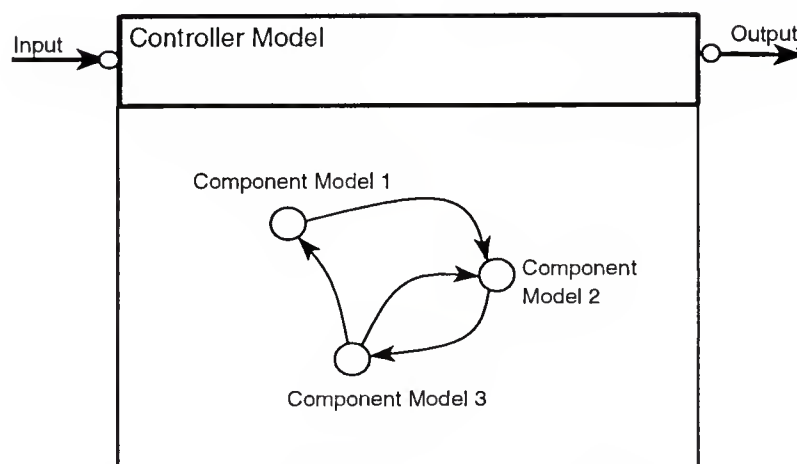 Input
Controller Model
Output
Component Model 1
Component
Model 2
Component Model 3